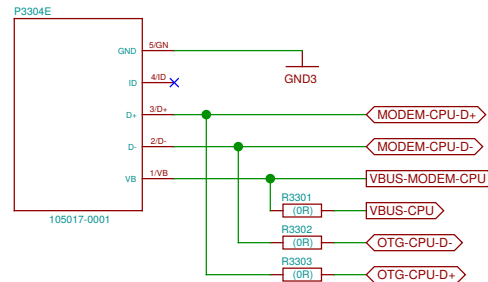 P3304E
GND 5/GN
GND3
ID 4/ID
D+ 3/D+ MODEM-CPU-D+
D- 2/D- MODEM-CPU-D-
VB 1/VB VBUS-MODEM-CPU
R3301
(0R) VBUS-CPU
105017-0001
R3302
(0R) OTG-CPU-D-
R3303
(0R) OTG-CPU-D+